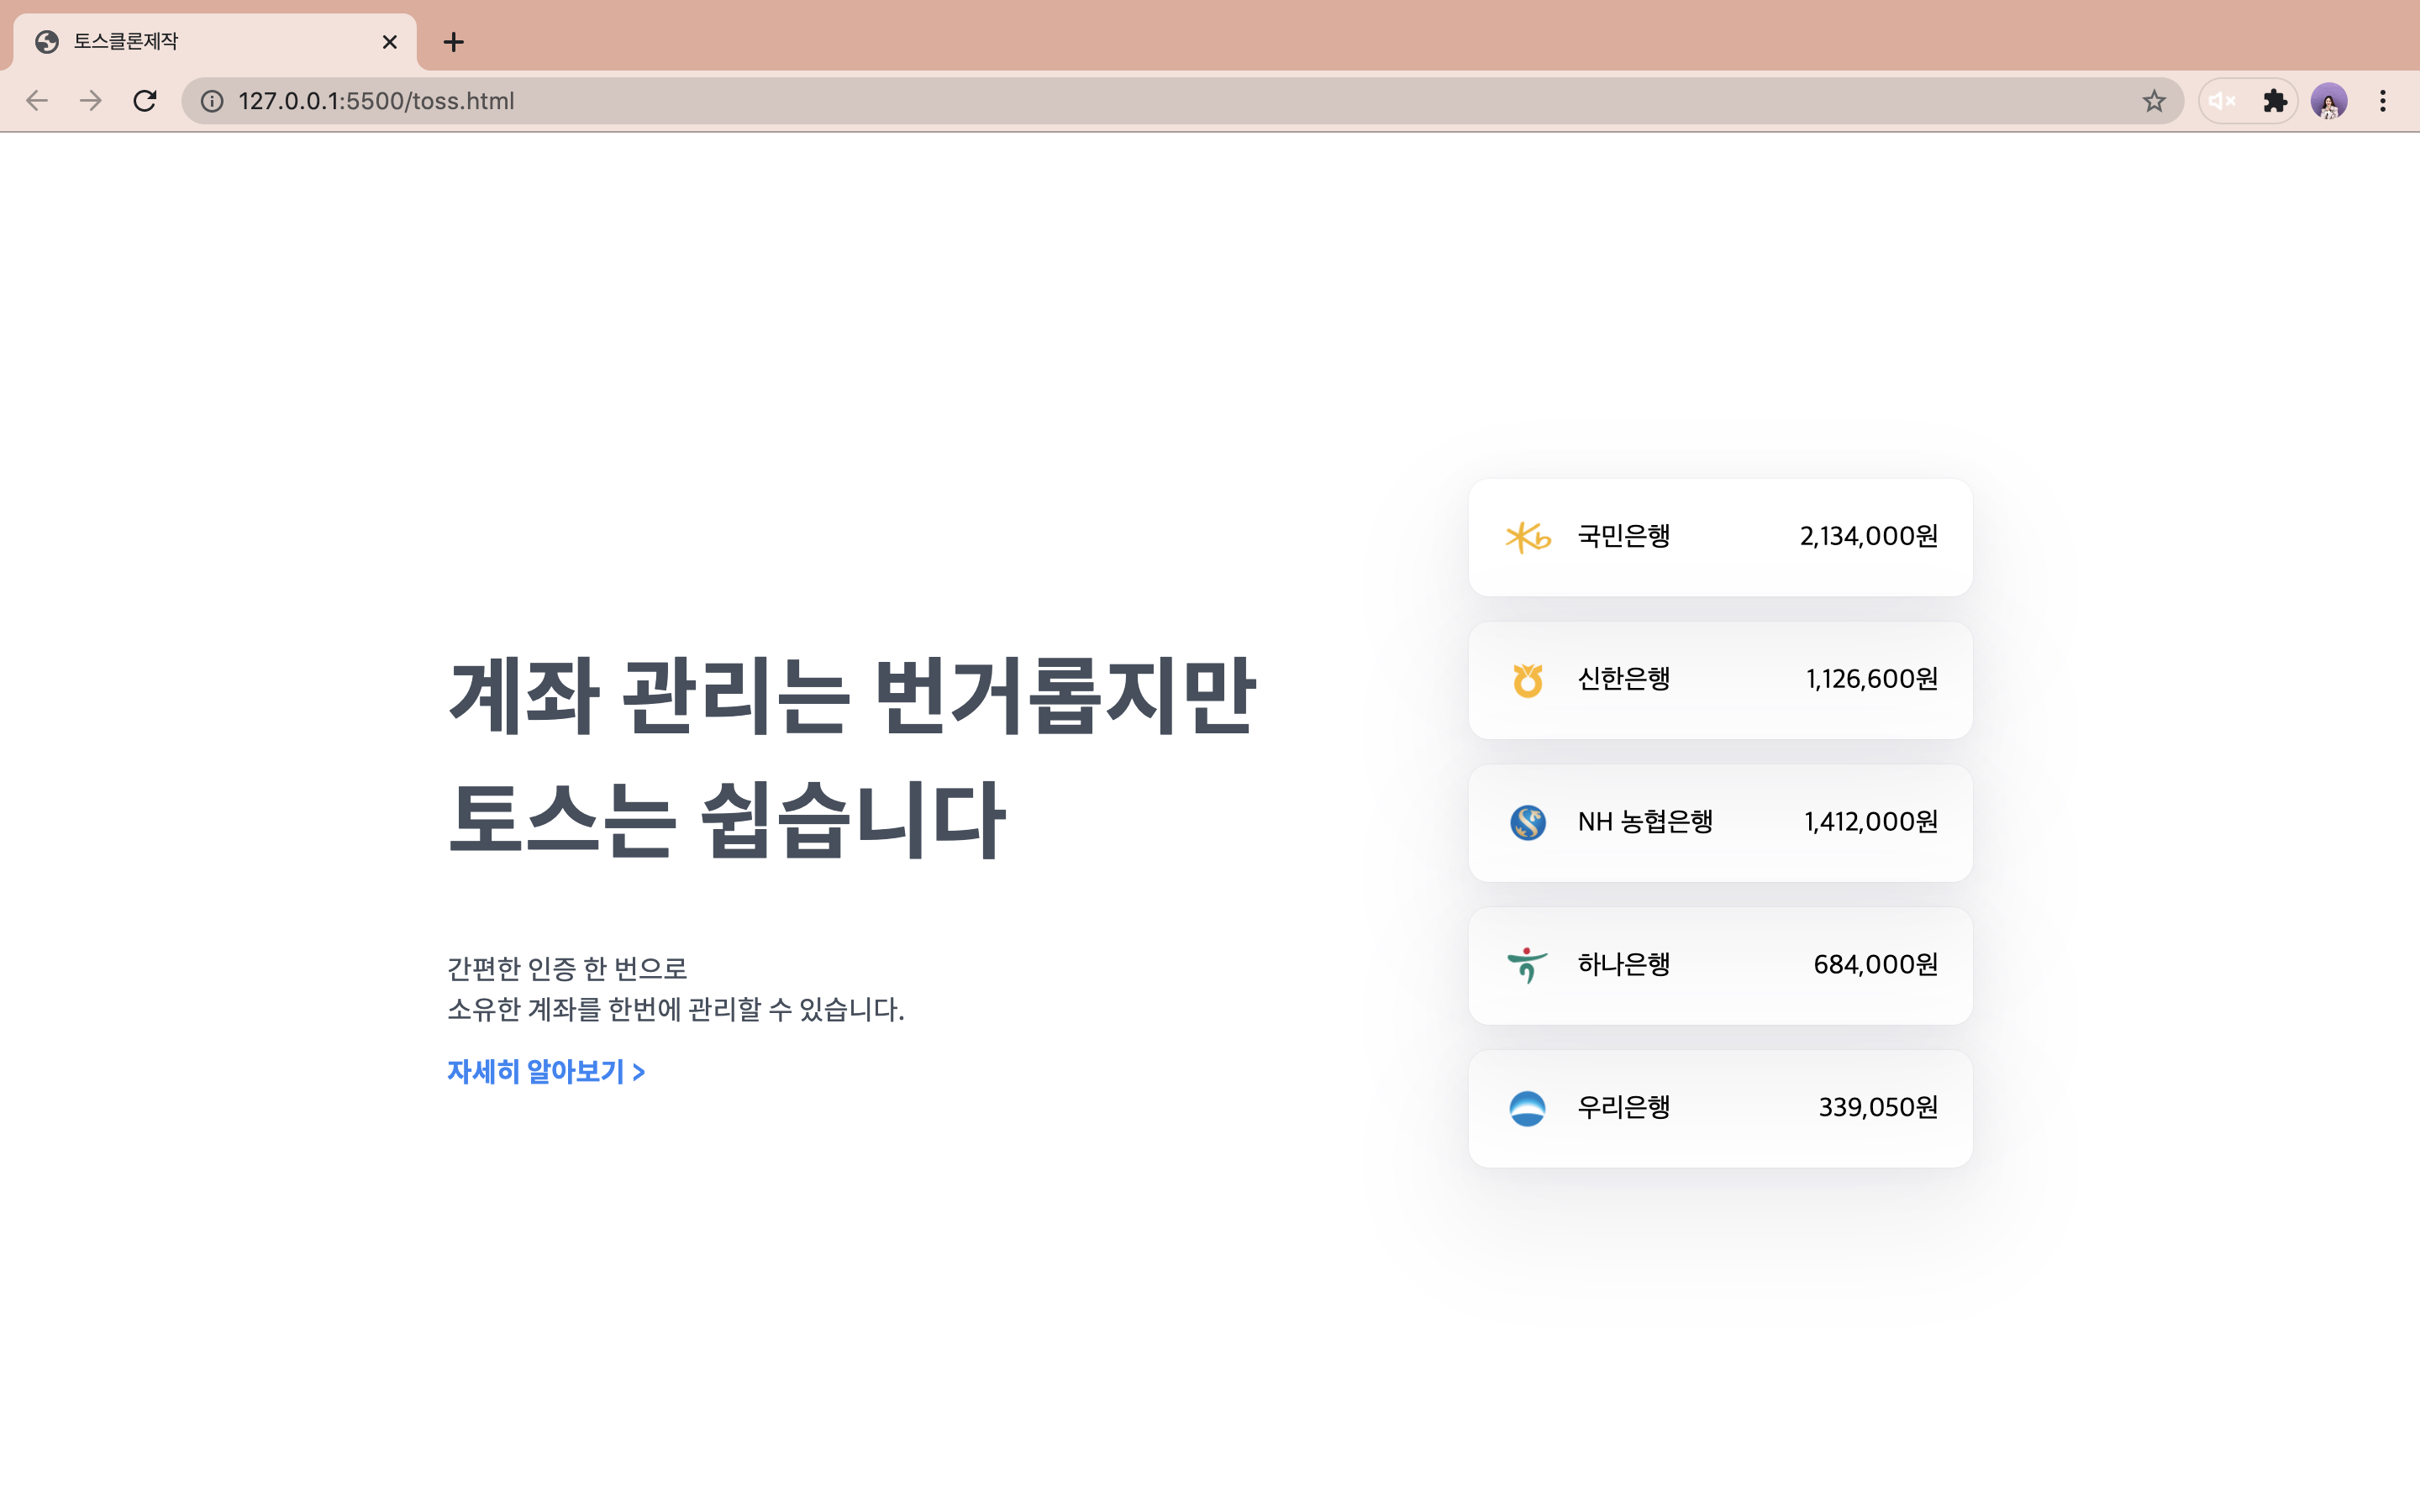 토스클론제작
127.0.0.1:5500/toss.html
계좌 관리는 번거롭지만
토스는 쉽습니다
간편한 인증 한 번으로
소유한 계좌를 한번에 관리할 수 있습니다.
자세히 알아보기 >
국민은행 2,134,000원
신한은행 1,126,600원
NH 농협은행 1,412,000원
하나은행 684,000원
우리은행 339,050원